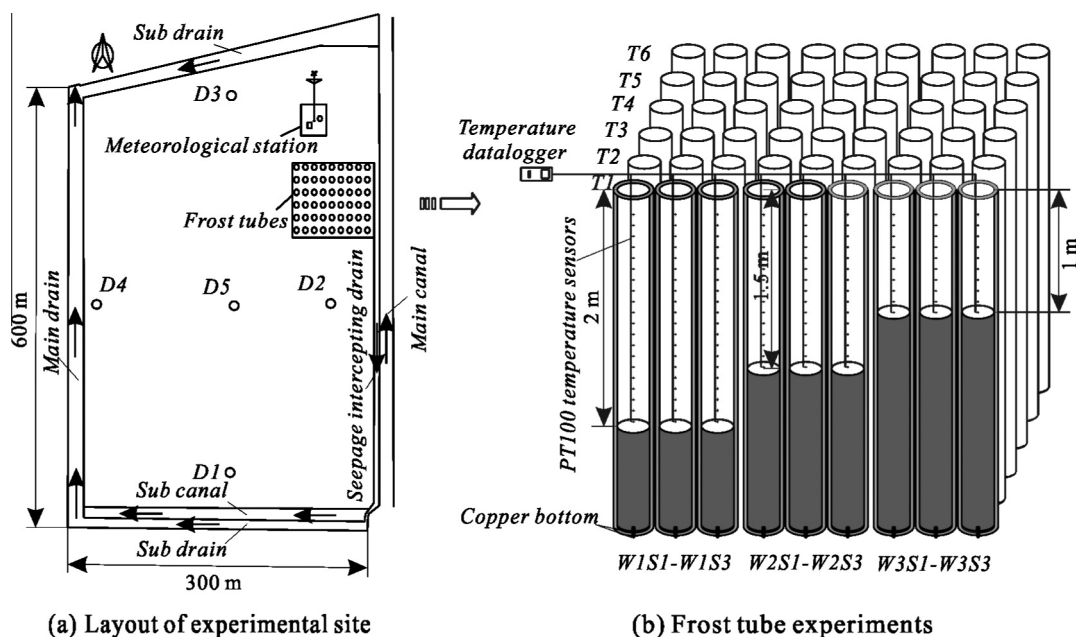 Sub drain
D3
Meteorological station
Frost tubes
D4
D5
D2
600 m
Main drain
Seepage intercepting drain
Main canal
D1
Sub canal
Sub drain
300 m
(a) Layout of experimental site
T6
T5
T4
T3
T2
T1
Temperature
datalogger
PT100 temperature sensors
2 m
1.5 m
1 m
Copper bottom
W1S1-W1S3
W2S1-W2S3
W3S1-W3S3
(b) Frost tube experiments